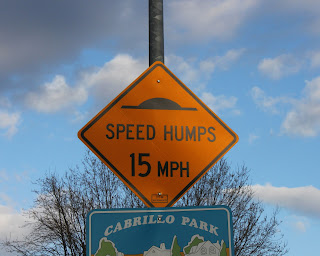 SPEED HUMPS
15 MPH
CABRILLO PARK